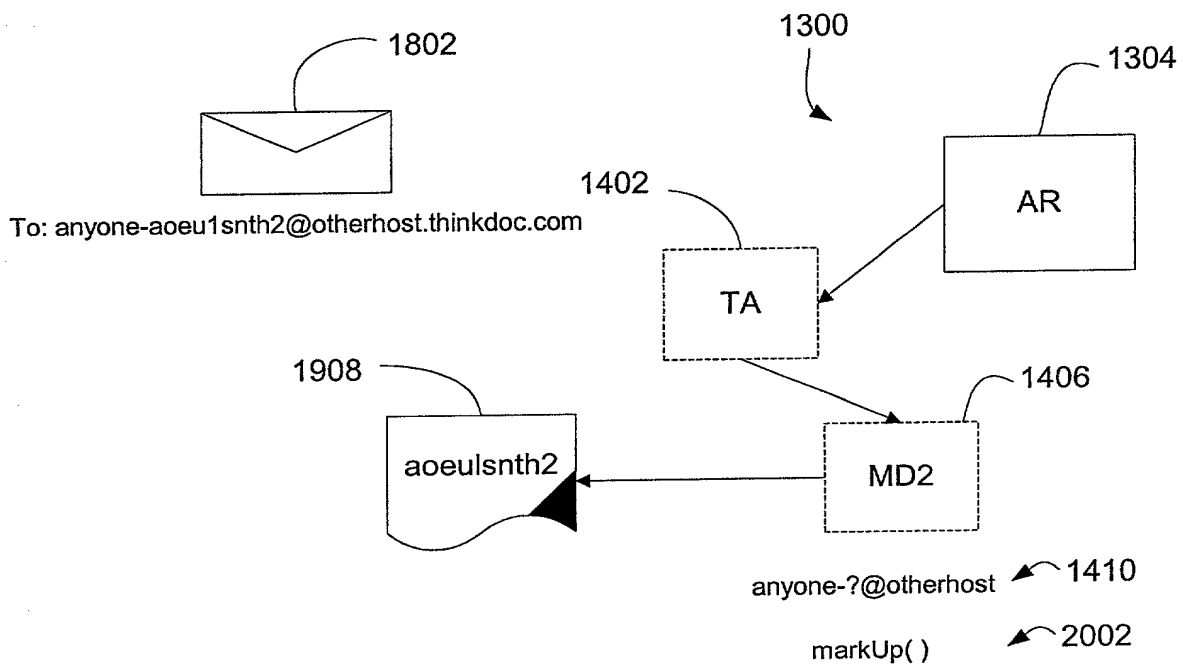 1802
1300
1304
AR
1402
To: anyone-aoeu1snth2@otherhost.thinkdoc.com
TA
1908
1406
aoeulsnth2
MD2
anyone-?@otherhost
1410
markUp( )
2002